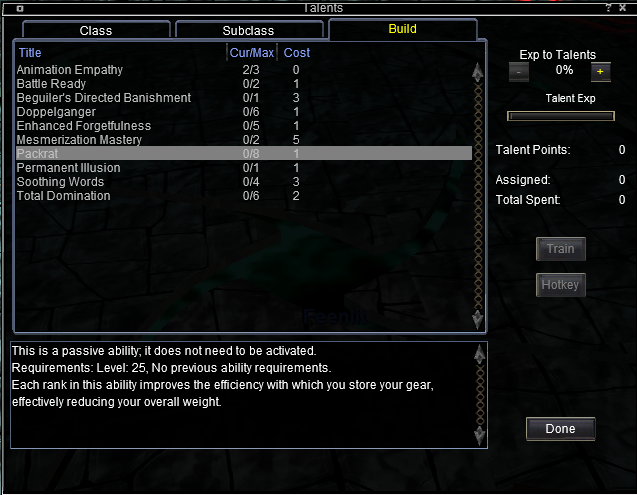 Talents
Class Subclass Build
Title Cur/Max Cost
Animation Empathy 2/3 0
Battle Ready 0/2 1
Beguiler's Directed Banishment 0/1 3
Doppelganger 0/6 1
Enhanced Forgetfulness 0/5 1
Mesmerization Mastery 0/2 5
Packrat 0/8 1
Permanent Illusion 0/1 1
Soothing Words 0/4 3
Total Domination 0/6 2
Exp to Talents
- 0% +
Talent Exp
Talent Points: 0
Assigned: 0
Total Spent: 0
Train
Hotkey
This is a passive ability; it does not need to be activated.
Requirements: Level: 25, No previous ability requirements.
Each rank in this ability improves the efficiency with which you store your gear,
effectively reducing your overall weight.
Done